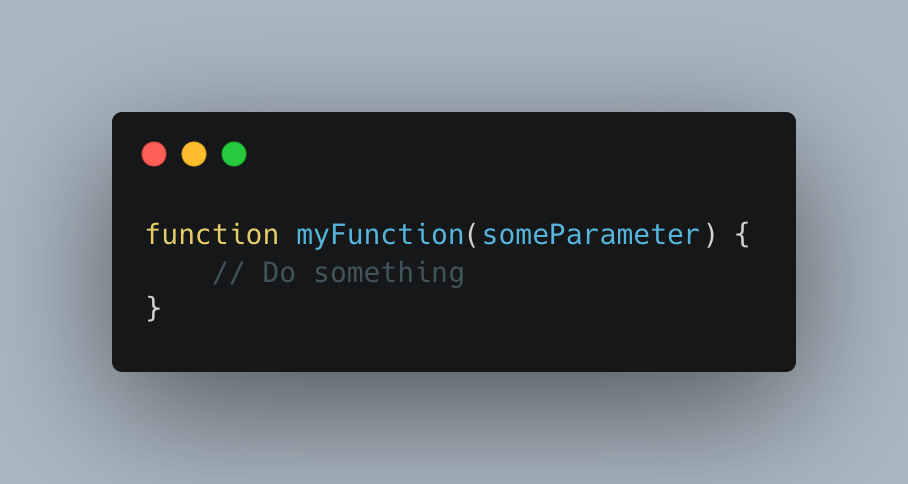 function myFunction(someParameter) {
    // Do something
}